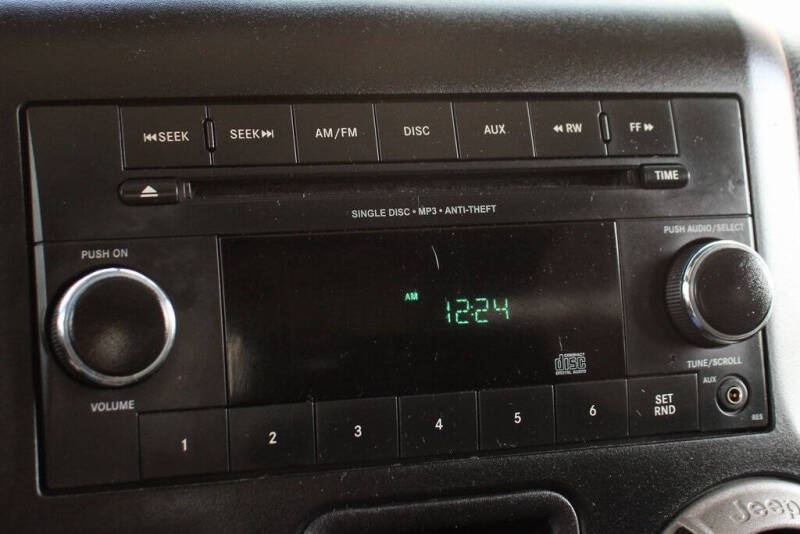 SEEK SEEK AM/FM DISC AUX RW FF
TIME
SINGLE DISC • MP3 • ANTI-THEFT
PUSH ON
PUSH AUDIO/SELECT
AM
12:24
COMPACT
disc
DIGITAL AUDIO
VOLUME
TUNE/SCROLL
AUX
1 2 3 4 5 6 SET
RND
RES
Jeep